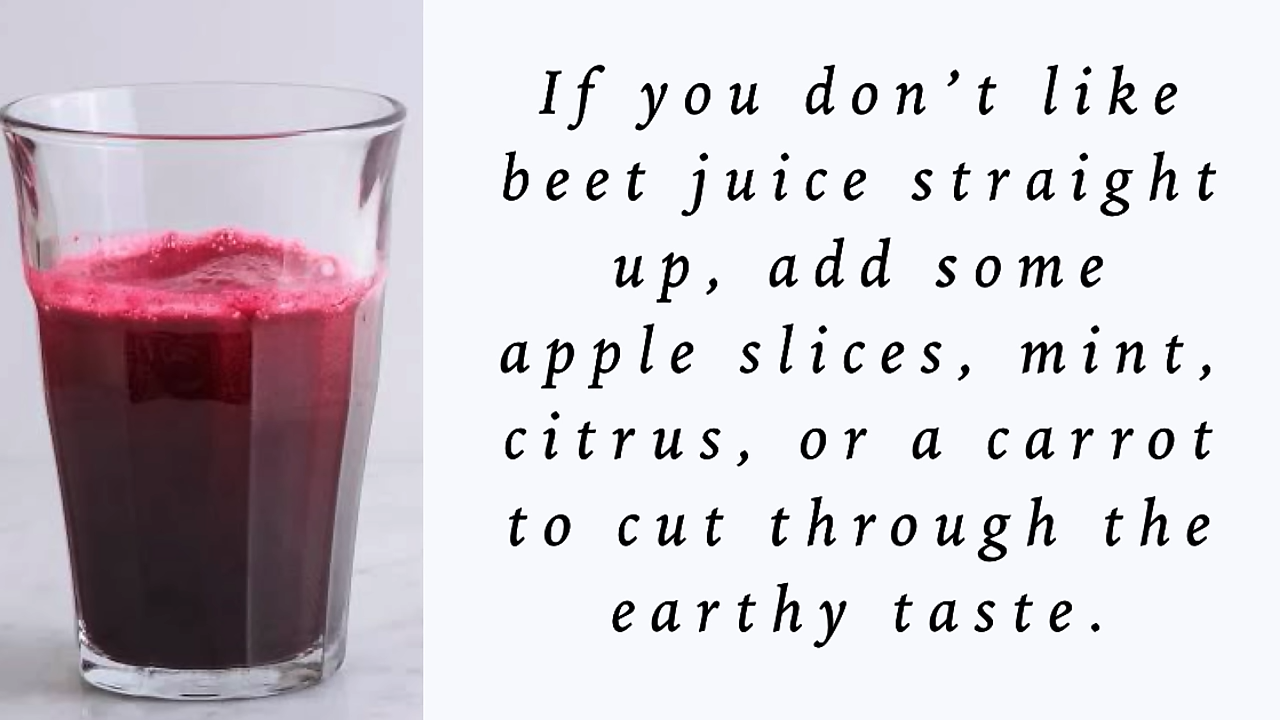 If you don’t like
beet juice straight
up, add some
apple slices, mint,
citrus, or a carrot
to cut through the
earthy taste.